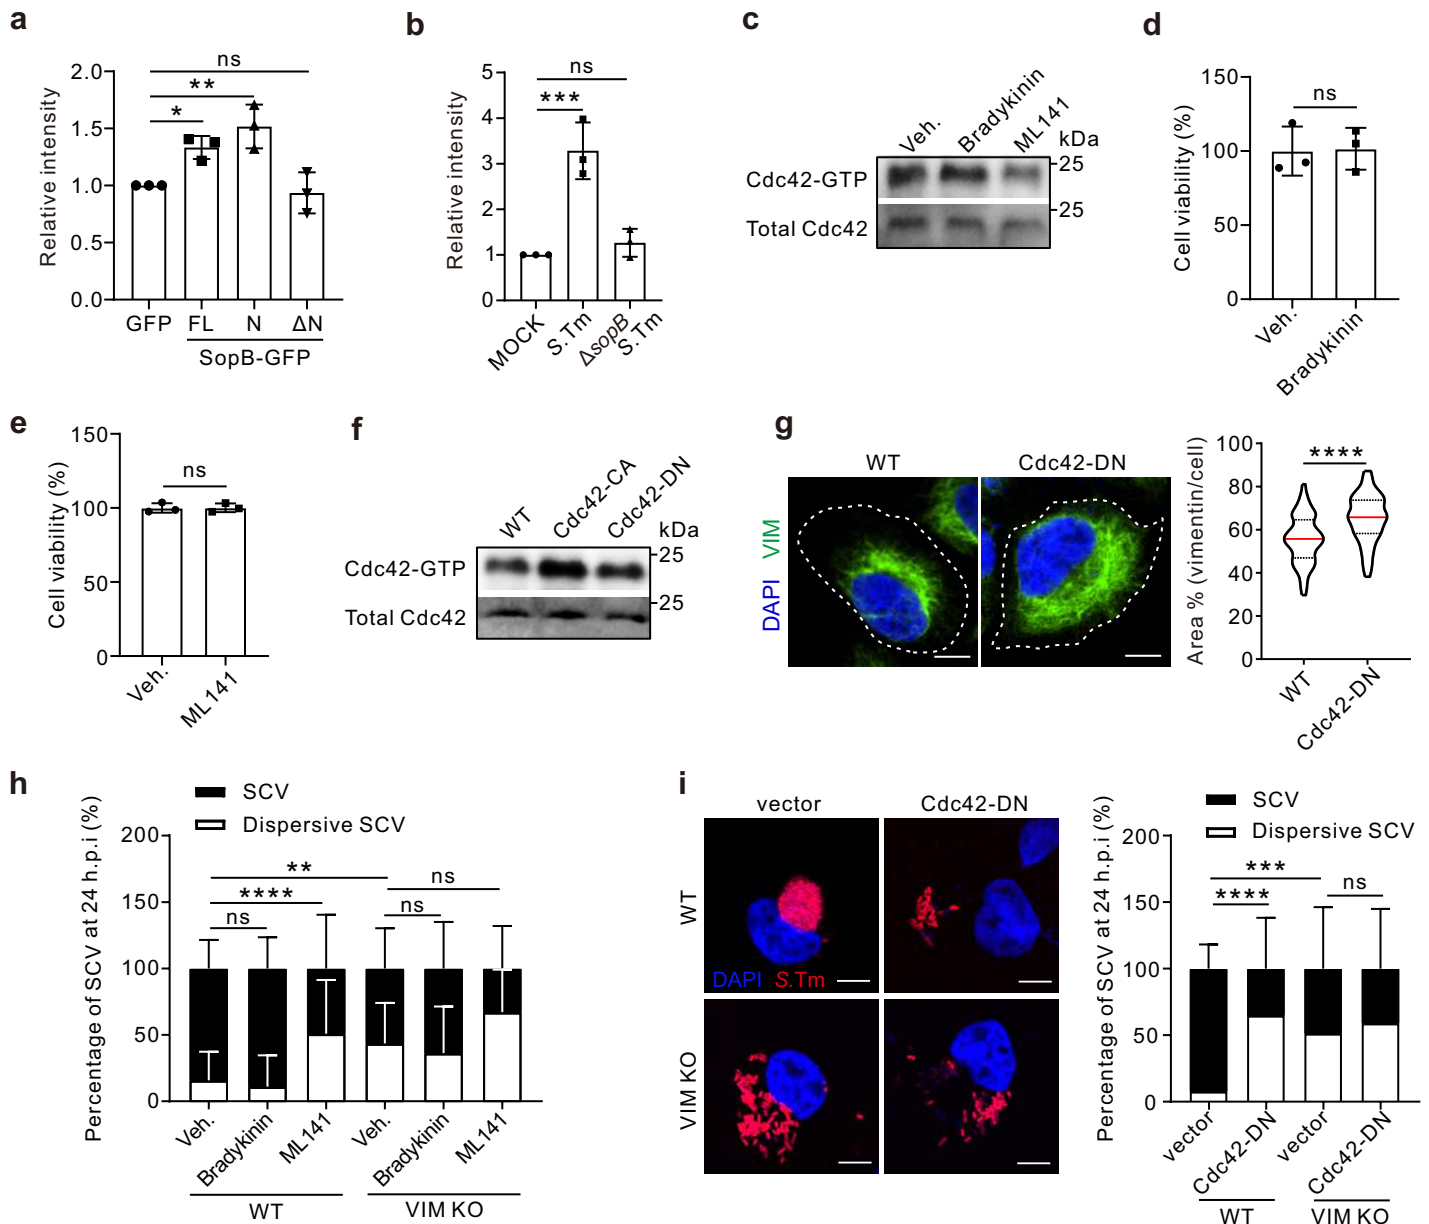 a
Relative intensity
2.0
1.5
1.0
0.5
0.0
ns
**
*
GFP FL N ΔN
SopB-GFP
b
Relative intensity
5
4
3
2
1
0
ns
***
MOCK
S.Tm
ΔsopB S.Tm
c
Veh.
Bradykinin
ML141
kDa
Cdc42-GTP
25
Total Cdc42
25
d
Cell viability (%)
150
100
50
0
ns
Veh.
Bradykinin
e
Cell viability (%)
150
100
50
0
ns
Veh.
ML141
f
WT
Cdc42-CA
Cdc42-DN
kDa
Cdc42-GTP
25
Total Cdc42
25
g
WT Cdc42-DN
DAPI VIM
Area % (vimentin/cell)
100
80
60
40
20
0
****
WT
Cdc42-DN
h
SCV
Dispersive SCV
Percentage of SCV at 24 h.p.i (%)
200
150
100
50
0
**
****
ns
ns
ns
Veh.
Bradykinin
ML141
Veh.
Bradykinin
ML141
WT VIM KO
i
vector Cdc42-DN
WT
DAPI S.Tm
VIM KO
SCV
Dispersive SCV
Percentage of SCV at 24 h.p.i (%)
200
150
100
50
0
***
****
ns
vector
Cdc42-DN
vector
Cdc42-DN
WT VIM KO